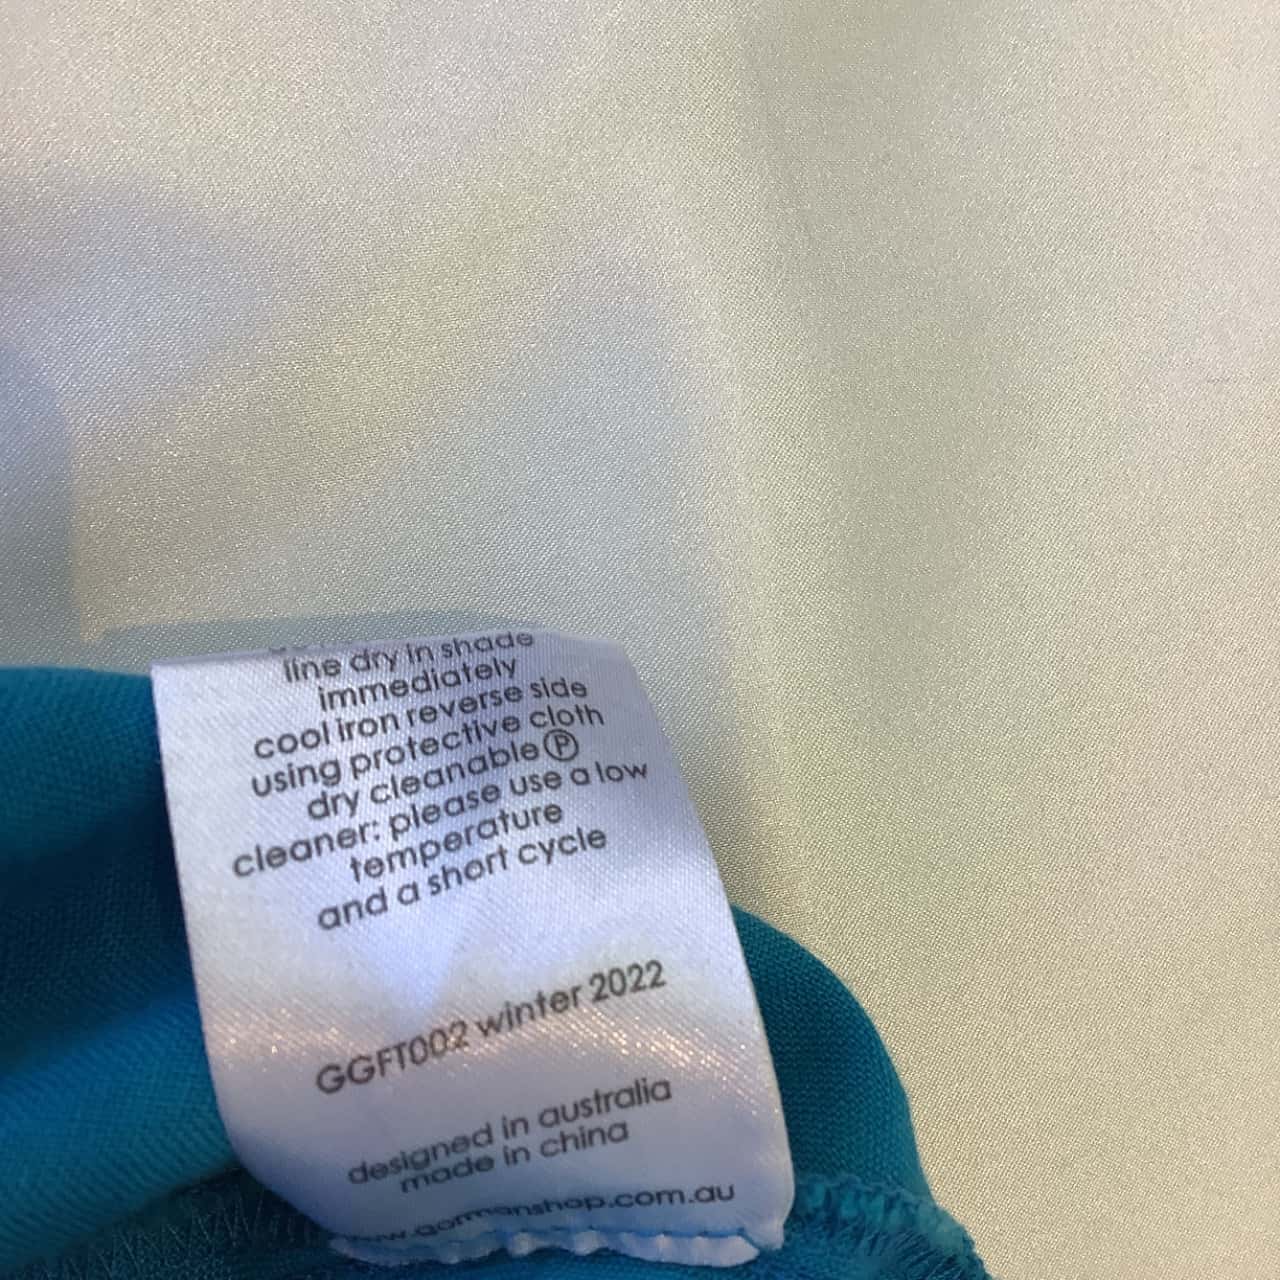 line dry in shade
immediately
cool iron reverse side
using protective cloth
dry cleanable Ⓟ
cleaner: please use a low
temperature
and a short cycle
GGFT002 winter 2022
designed in australia
made in china
www.gormanshop.com.au